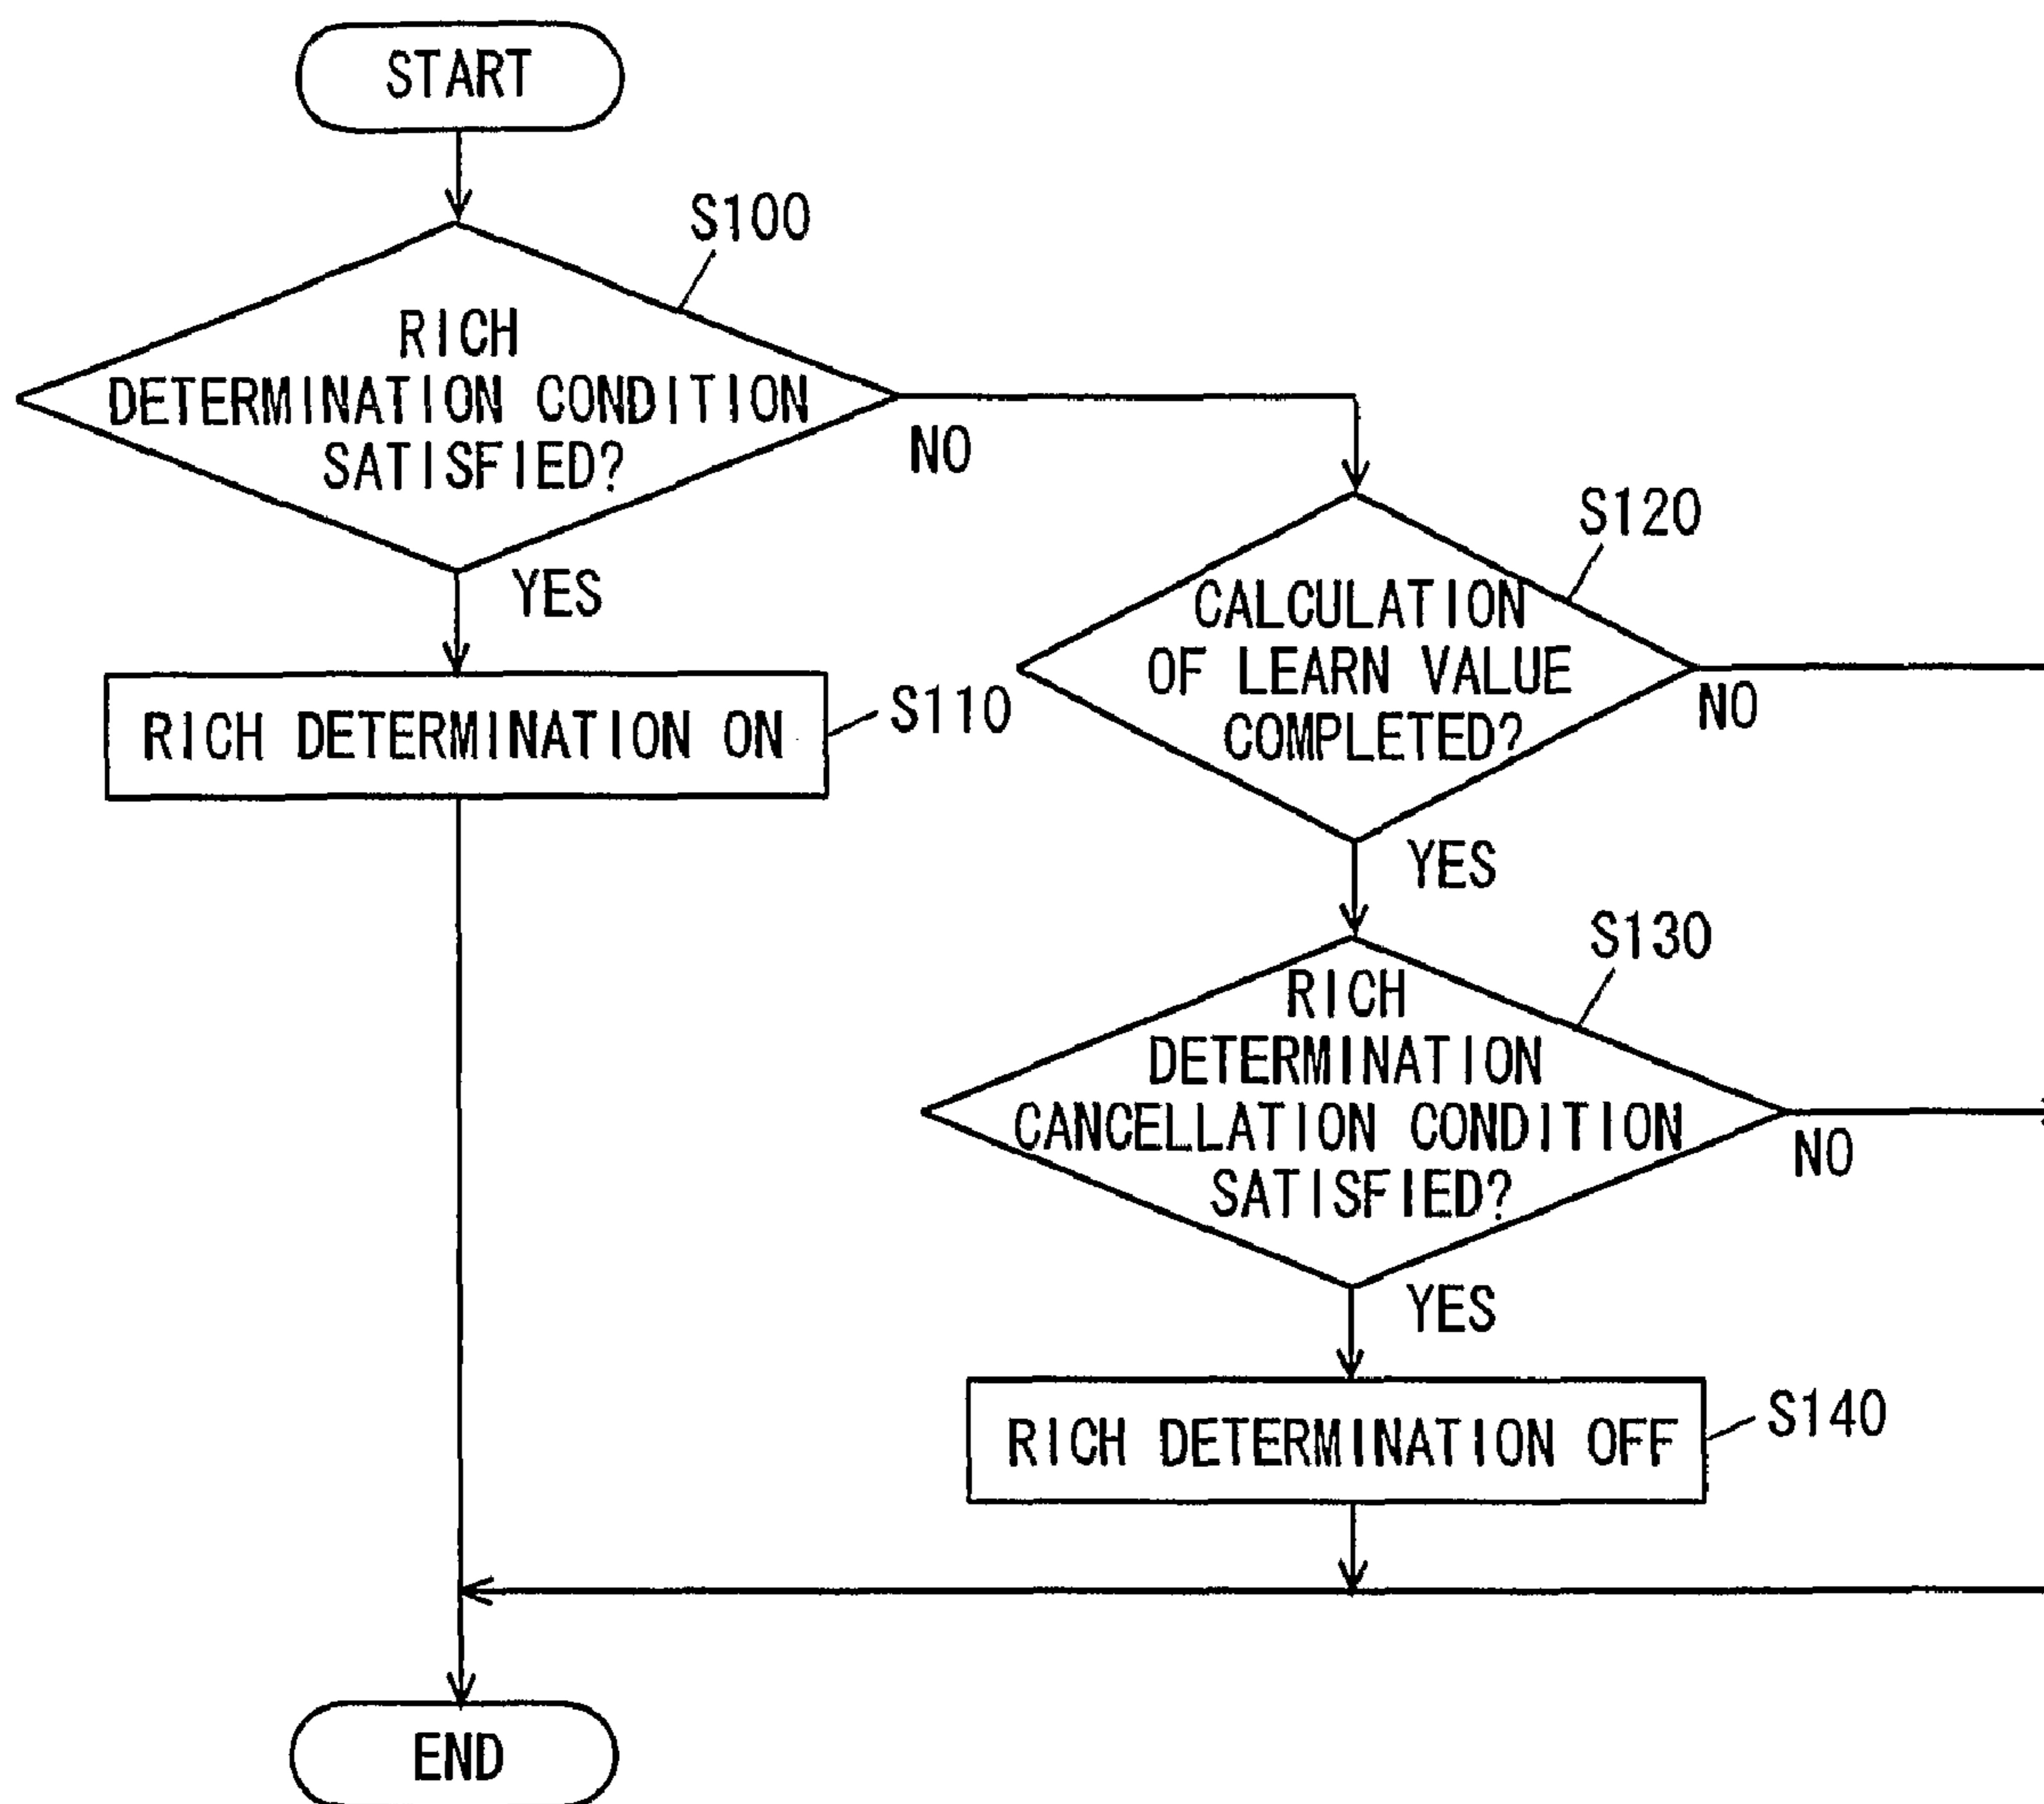 START
S100
RICH
DETERMINATION CONDITION
SATISFIED?
NO
YES
RICH DETERMINATION ON
S110
S120
CALCULATION
OF LEARN VALUE
COMPLETED?
NO
YES
S130
RICH
DETERMINATION
CANCELLATION CONDITION
SATISFIED?
NO
YES
RICH DETERMINATION OFF
S140
END